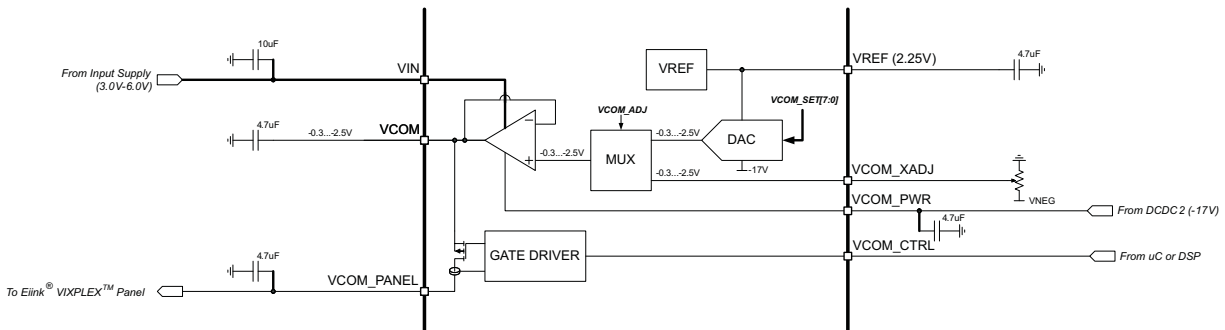 10uF
From Input Supply
(3.0V-6.0V)
VIN
VREF
VREF (2.25V)
4.7uF
VCOM_SET[7:0]
VCOM_ADJ
4.7uF
-0.3...-2.5V
VCOM
-0.3...-2.5V
DAC
-0.3...-2.5V
MUX
-17V
-0.3...-2.5V
VCOM_XADJ
VNEG
VCOM_PWR
From DCDC2 (-17V)
4.7uF
GATE DRIVER
VCOM_CTRL
From uC or DSP
4.7uF
VCOM_PANEL
To Eiink® VIXPLEX™ Panel